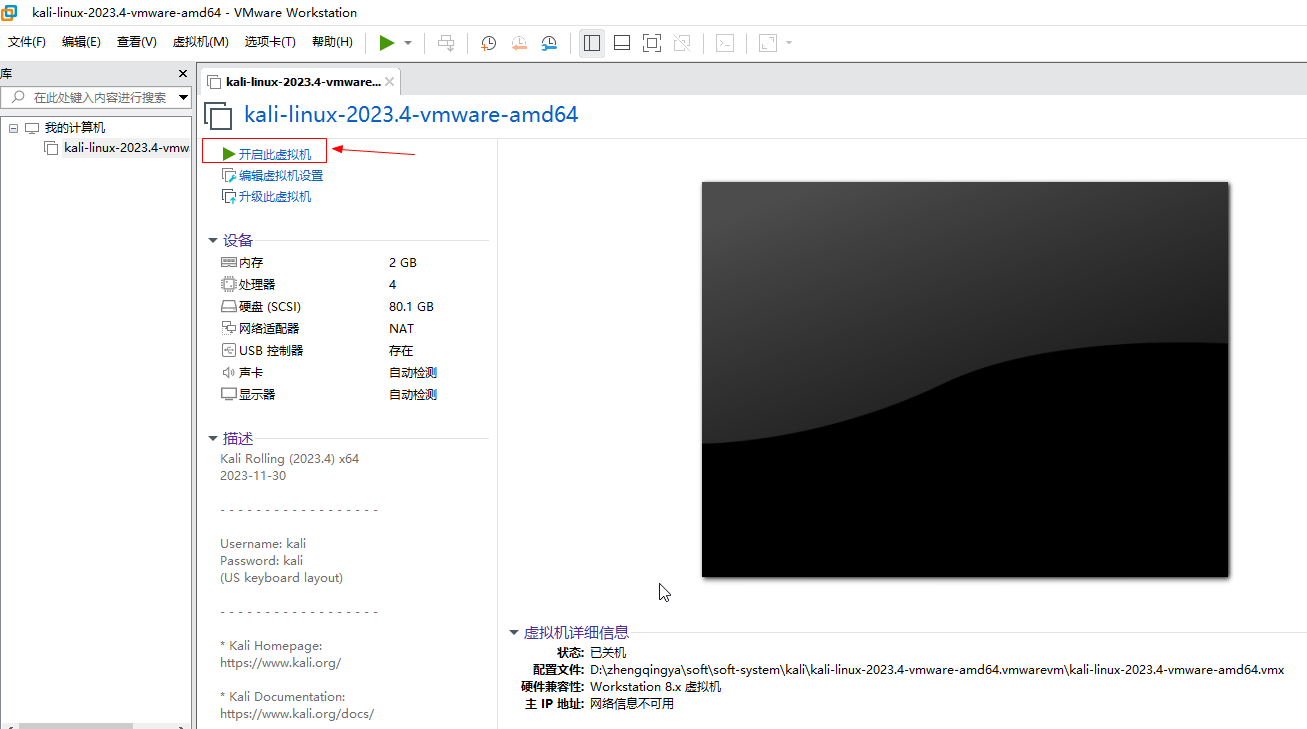 kali-linux-2023.4-vmware-amd64 - VMware Workstation
文件(F) 编辑(E) 查看(V) 虚拟机(M) 选项卡(T) 帮助(H)
库
在此处键入内容进行搜索
我的计算机
kali-linux-2023.4-vmw
kali-linux-2023.4-vmware...
kali-linux-2023.4-vmware-amd64
开启此虚拟机
编辑虚拟机设置
升级此虚拟机
设备
内存 2 GB
处理器 4
硬盘 (SCSI) 80.1 GB
网络适配器 NAT
USB 控制器 存在
声卡 自动检测
显示器 自动检测
描述
Kali Rolling (2023.4) x64
2023-11-30
- - - - - - - - - - - - - - - - - -
Username: kali
Password: kali
(US keyboard layout)
- - - - - - - - - - - - - - - - - -
* Kali Homepage:
https://www.kali.org/
* Kali Documentation:
https://www.kali.org/docs/
虚拟机详细信息
状态: 已关机
配置文件: D:\zhengqingya\soft\soft-system\kali\kali-linux-2023.4-vmware-amd64.vmwarevm\kali-linux-2023.4-vmware-amd64.vmx
硬件兼容性: Workstation 8.x 虚拟机
主 IP 地址: 网络信息不可用